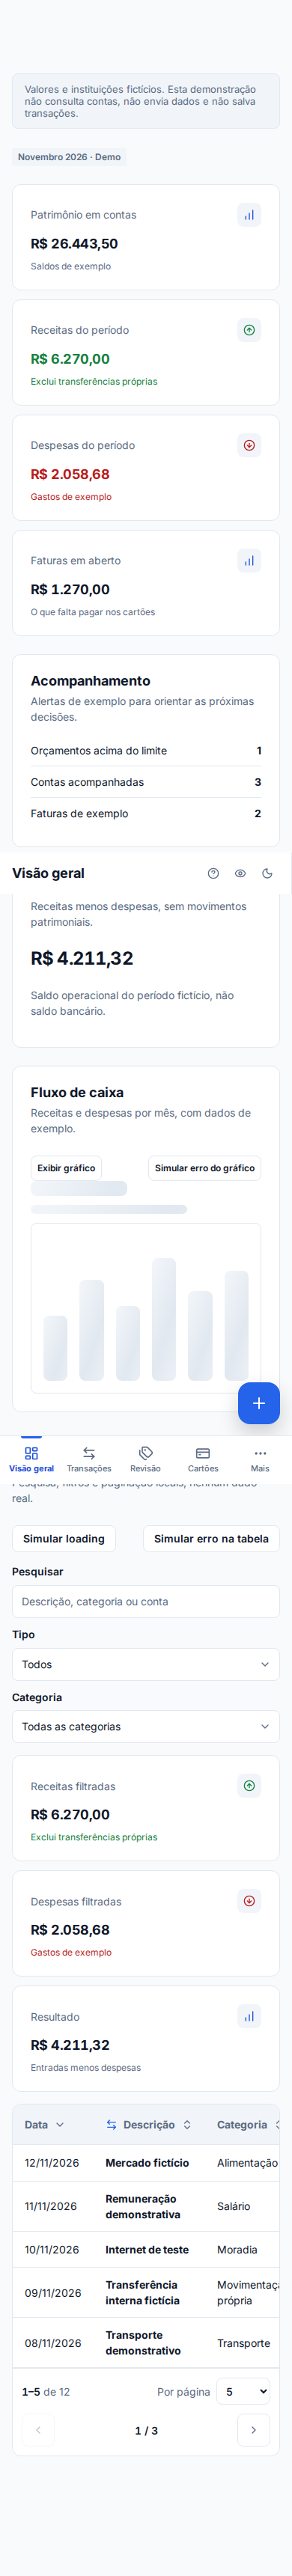 Valores e instituições fictícios. Esta demonstração
não consulta contas, não envia dados e não salva
transações.
Novembro 2026 · Demo
Patrimônio em contas
R$ 26.443,50
Saldos de exemplo
Receitas do período
R$ 6.270,00
Exclui transferências próprias
Despesas do período
R$ 2.058,68
Gastos de exemplo
Faturas em aberto
R$ 1.270,00
O que falta pagar nos cartões
Acompanhamento
Alertas de exemplo para orientar as próximas
decisões.
Orçamentos acima do limite 1
Contas acompanhadas 3
Faturas de exemplo 2
Visão geral
Receitas menos despesas, sem movimentos
patrimoniais.
R$ 4.211,32
Saldo operacional do período fictício, não
saldo bancário.
Fluxo de caixa
Receitas e despesas por mês, com dados de
exemplo.
Exibir gráfico Simular erro do gráfico
Visão geral Transações Revisão Cartões Mais
real.
Simular loading Simular erro na tabela
Pesquisar
Descrição, categoria ou conta
Tipo
Todos
Categoria
Todas as categorias
Receitas filtradas
R$ 6.270,00
Exclui transferências próprias
Despesas filtradas
R$ 2.058,68
Gastos de exemplo
Resultado
R$ 4.211,32
Entradas menos despesas
Data Descrição Categoria
12/11/2026 Mercado fictício Alimentação
11/11/2026 Remuneração demonstrativa Salário
10/11/2026 Internet de teste Moradia
09/11/2026 Transferência interna fictícia própria
08/11/2026 Transporte demonstrativo Transporte
1–5 de 12 Por página 5
1 / 3